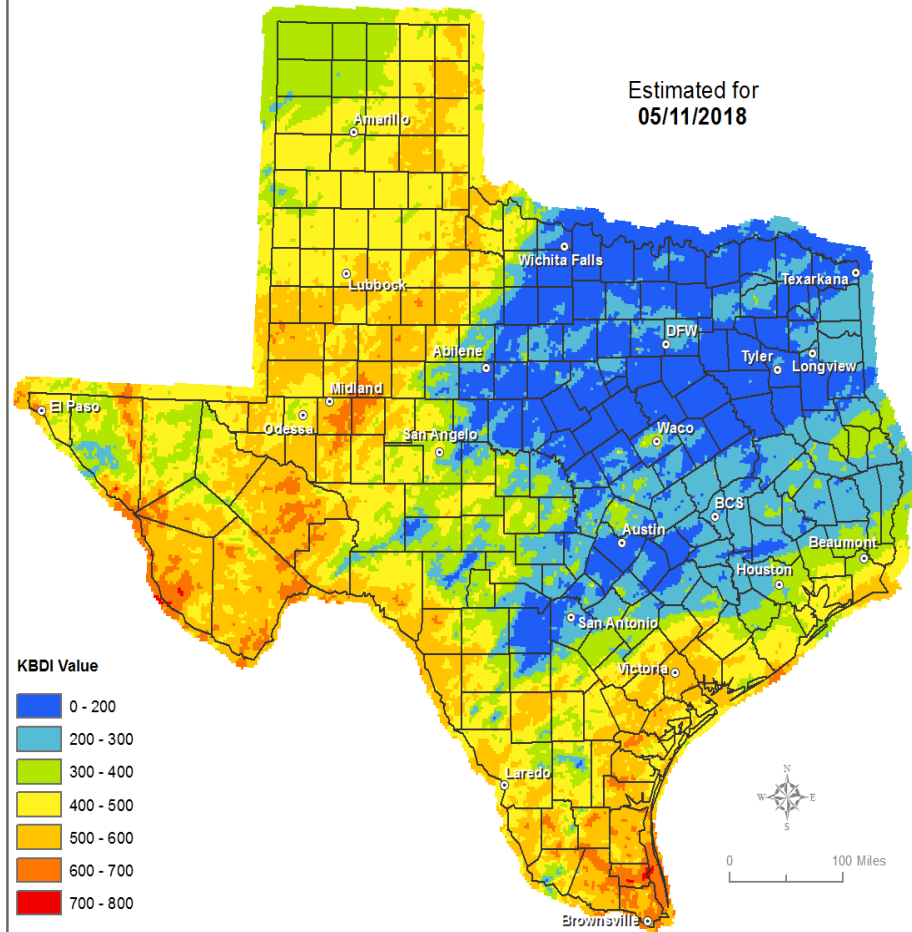 Estimated for
05/11/2018
Amarillo
Wichita Falls
Texarkana
Lubbock
DFW
Abilene
Tyler
Longview
Midland
El Paso
Odessa
San Angelo
Waco
BCS
Austin
Beaumont
Houston
San Antonio
Victoria
KBDI Value
0 - 200
200 - 300
300 - 400
400 - 500
500 - 600
600 - 700
700 - 800
Laredo
N
W E
S
0 100 Miles
Brownsville